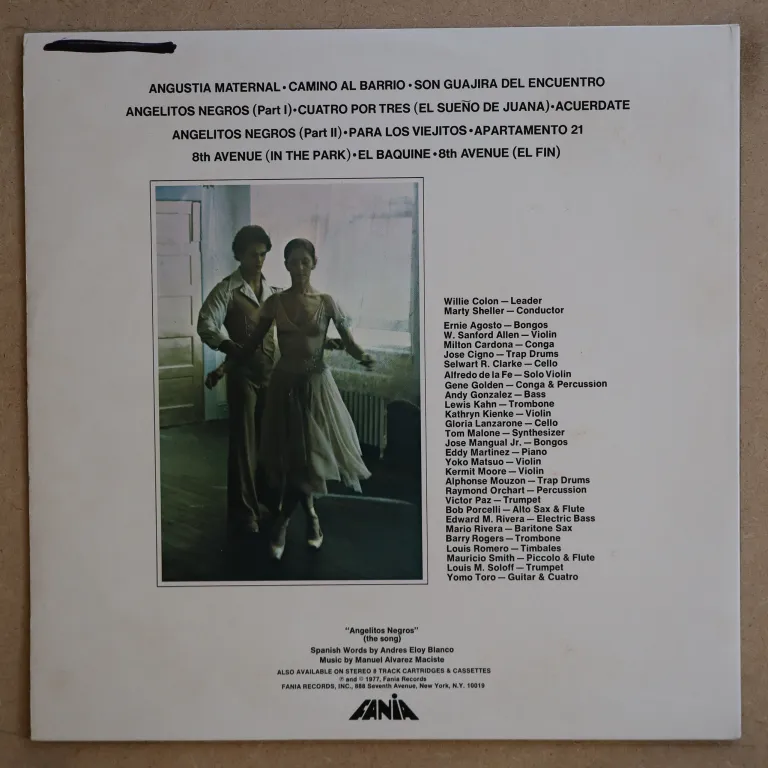 ANGUSTIA MATERNAL • CAMINO AL BARRIO • SON GUAJIRA DEL ENCUENTRO
ANGELITOS NEGROS (Part I) • CUATRO POR TRES (EL SUEÑO DE JUANA) • ACUERDATE
ANGELITOS NEGROS (Part II) • PARA LOS VIEJITOS • APARTAMENTO 21
8th AVENUE (IN THE PARK) • EL BAQUINE • 8th AVENUE (EL FIN)
Willie Colon — Leader
Marty Sheller — Conductor
Ernie Agosto — Bongos
W. Sanford Allen — Violin
Milton Cardona — Conga
Jose Cigno — Trap Drums
Selwart R. Clarke — Cello
Alfredo de la Fe — Solo Violin
Gene Golden — Conga & Percussion
Andy Gonzalez — Bass
Lewis Kahn — Trombone
Kathryn Kienke — Violin
Gloria Lanzarone — Cello
Tom Malone — Synthesizer
Jose Mangual Jr. — Bongos
Eddy Martinez — Piano
Yoko Matsuo — Violin
Kermit Moore — Violin
Alphonse Mouzon — Trap Drums
Raymond Orchart — Percussion
Victor Paz — Trumpet
Bob Porcelli — Alto Sax & Flute
Edward M. Rivera — Electric Bass
Mario Rivera — Baritone Sax
Barry Rogers — Trombone
Louis Romero — Timbales
Mauricio Smith — Piccolo & Flute
Louis M. Soloff — Trumpet
Yomo Toro — Guitar & Cuatro
"Angelitos Negros"
(the song)
Spanish Words by Andres Eloy Blanco
Music by Manuel Alvarez Maciste
ALSO AVAILABLE ON STEREO 8 TRACK CARTRIDGES & CASSETTES
℗ and © 1977, Fania Records
FANIA RECORDS, INC., 888 Seventh Avenue, New York, N.Y. 10019
FANIA